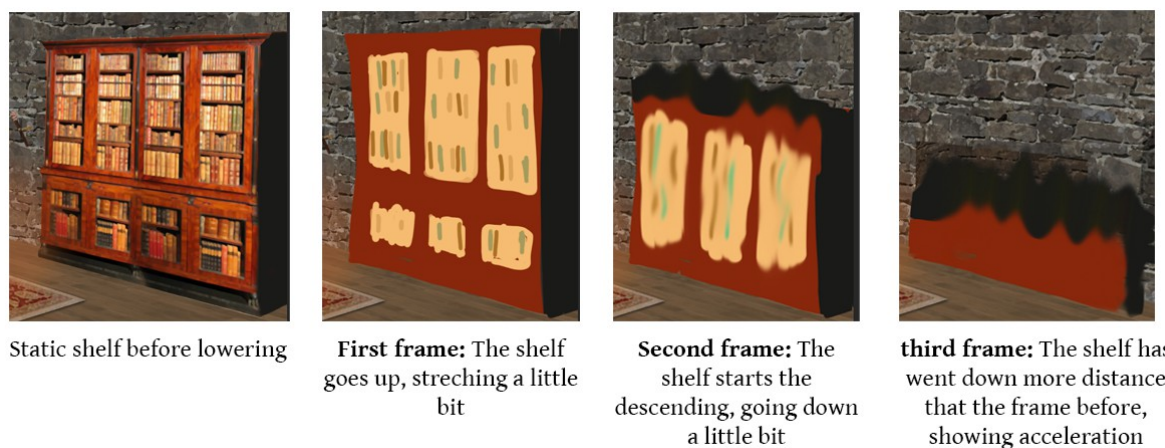 Static shelf before lowering
First frame: The shelf
goes up, streching a little
bit
Second frame: The
shelf starts the
descending, going down
a little bit
third frame: The shelf has
went down more distance
that the frame before,
showing acceleration